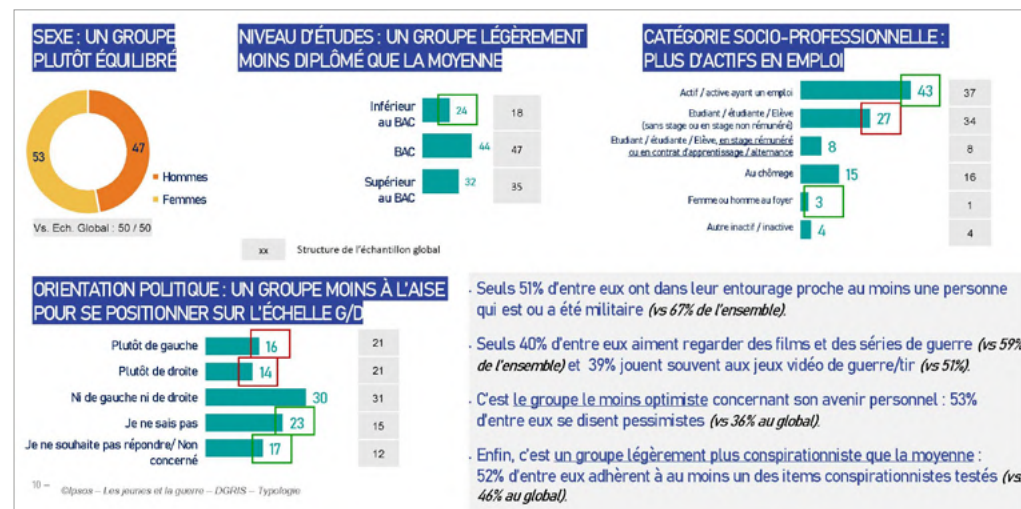 SEXE : UN GROUPE
PLUTÔT ÉQUILIBRÉ
53
47
Hommes
Femmes
Vs. Ech. Global : 50 / 50
NIVEAU D'ÉTUDES : UN GROUPE LÉGÈREMENT
MOINS DIPLÔMÉ QUE LA MOYENNE
Inférieur
au BAC
24
18
BAC
44
47
Supérieur
au BAC
32
35
xx
Structure de l'échantillon global
CATÉGORIE SOCIO-PROFESSIONNELLE :
PLUS D'ACTIFS EN EMPLOI
Actif / active ayant un emploi
43
37
Etudiant / étudiante / Elève
(sans stage ou en stage non rémunéré)
27
34
Etudiant / étudiante / Elève, en stage rémunéré
ou en contrat d'apprentissage / alternance
8
8
Au chômage
15
16
Femme ou homme au foyer
3
1
Autre inactif / inactive
4
4
ORIENTATION POLITIQUE : UN GROUPE MOINS À L'AISE
POUR SE POSITIONNER SUR L'ÉCHELLE G/D
Plutôt de gauche
16
21
Plutôt de droite
14
21
Ni de gauche ni de droite
30
31
Je ne sais pas
23
15
Je ne souhaite pas répondre/ Non
concerné
17
12
Seuls 51% d'entre eux ont dans leur entourage proche au moins une personne
qui est ou a été militaire (vs 67% de l'ensemble).
Seuls 40% d'entre eux aiment regarder des films et des séries de guerre (vs 59%
de l'ensemble) et 39% jouent souvent aux jeux vidéo de guerre/tir (vs 51%).
C'est le groupe le moins optimiste concernant son avenir personnel : 53%
d'entre eux se disent pessimistes (vs 36% au global).
Enfin, c'est un groupe légèrement plus conspirationniste que la moyenne :
52% d'entre eux adhèrent à au moins un des items conspirationnistes testés (vs
46% au global).
10 – ©Ipsos – Les jeunes et la guerre – DGRIS – Typologie